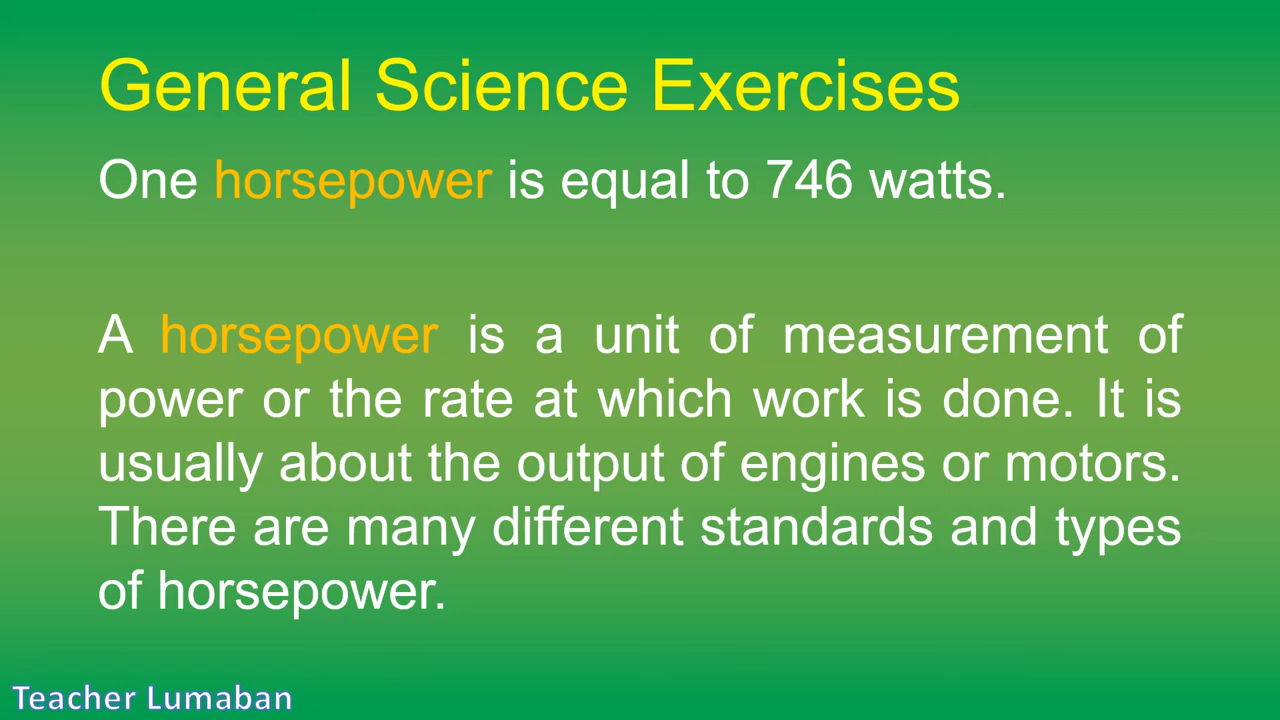 General Science Exercises
One horsepower is equal to 746 watts.
A horsepower is a unit of measurement of
power or the rate at which work is done. It is
usually about the output of engines or motors.
There are many different standards and types
of horsepower.
Teacher Lumaban